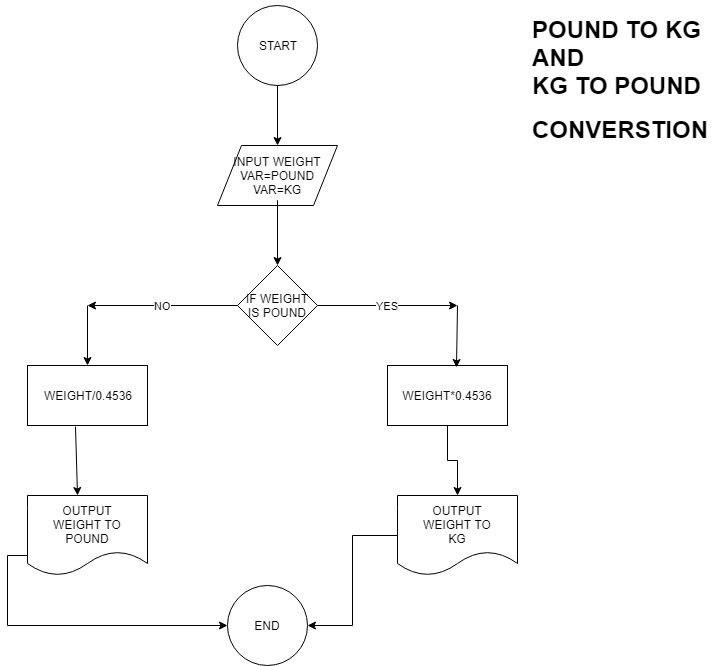 START
POUND TO KG
AND
KG TO POUND
CONVERSTION
INPUT WEIGHT
VAR=POUND
VAR=KG
IF WEIGHT
IS POUND
NO
YES
WEIGHT/0.4536
WEIGHT*0.4536
OUTPUT
WEIGHT TO
POUND
OUTPUT
WEIGHT TO
KG
END